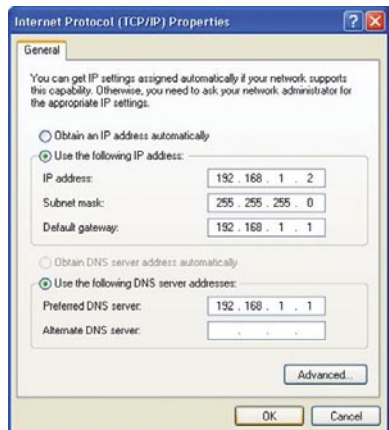 Internet Protocol (TCP/IP) Properties
General
You can get IP settings assigned automatically if your network supports
this capability. Otherwise, you need to ask your network administrator for
the appropriate IP settings.
Obtain an IP address automatically
Use the following IP address:
IP address: 192 . 168 . 1 . 2
Subnet mask: 255 . 255 . 255 . 0
Default gateway: 192 . 168 . 1 . 1
Obtain DNS server address automatically
Use the following DNS server addresses:
Preferred DNS server: 192 . 168 . 1 . 1
Alternate DNS server: . . .
Advanced...
OK Cancel